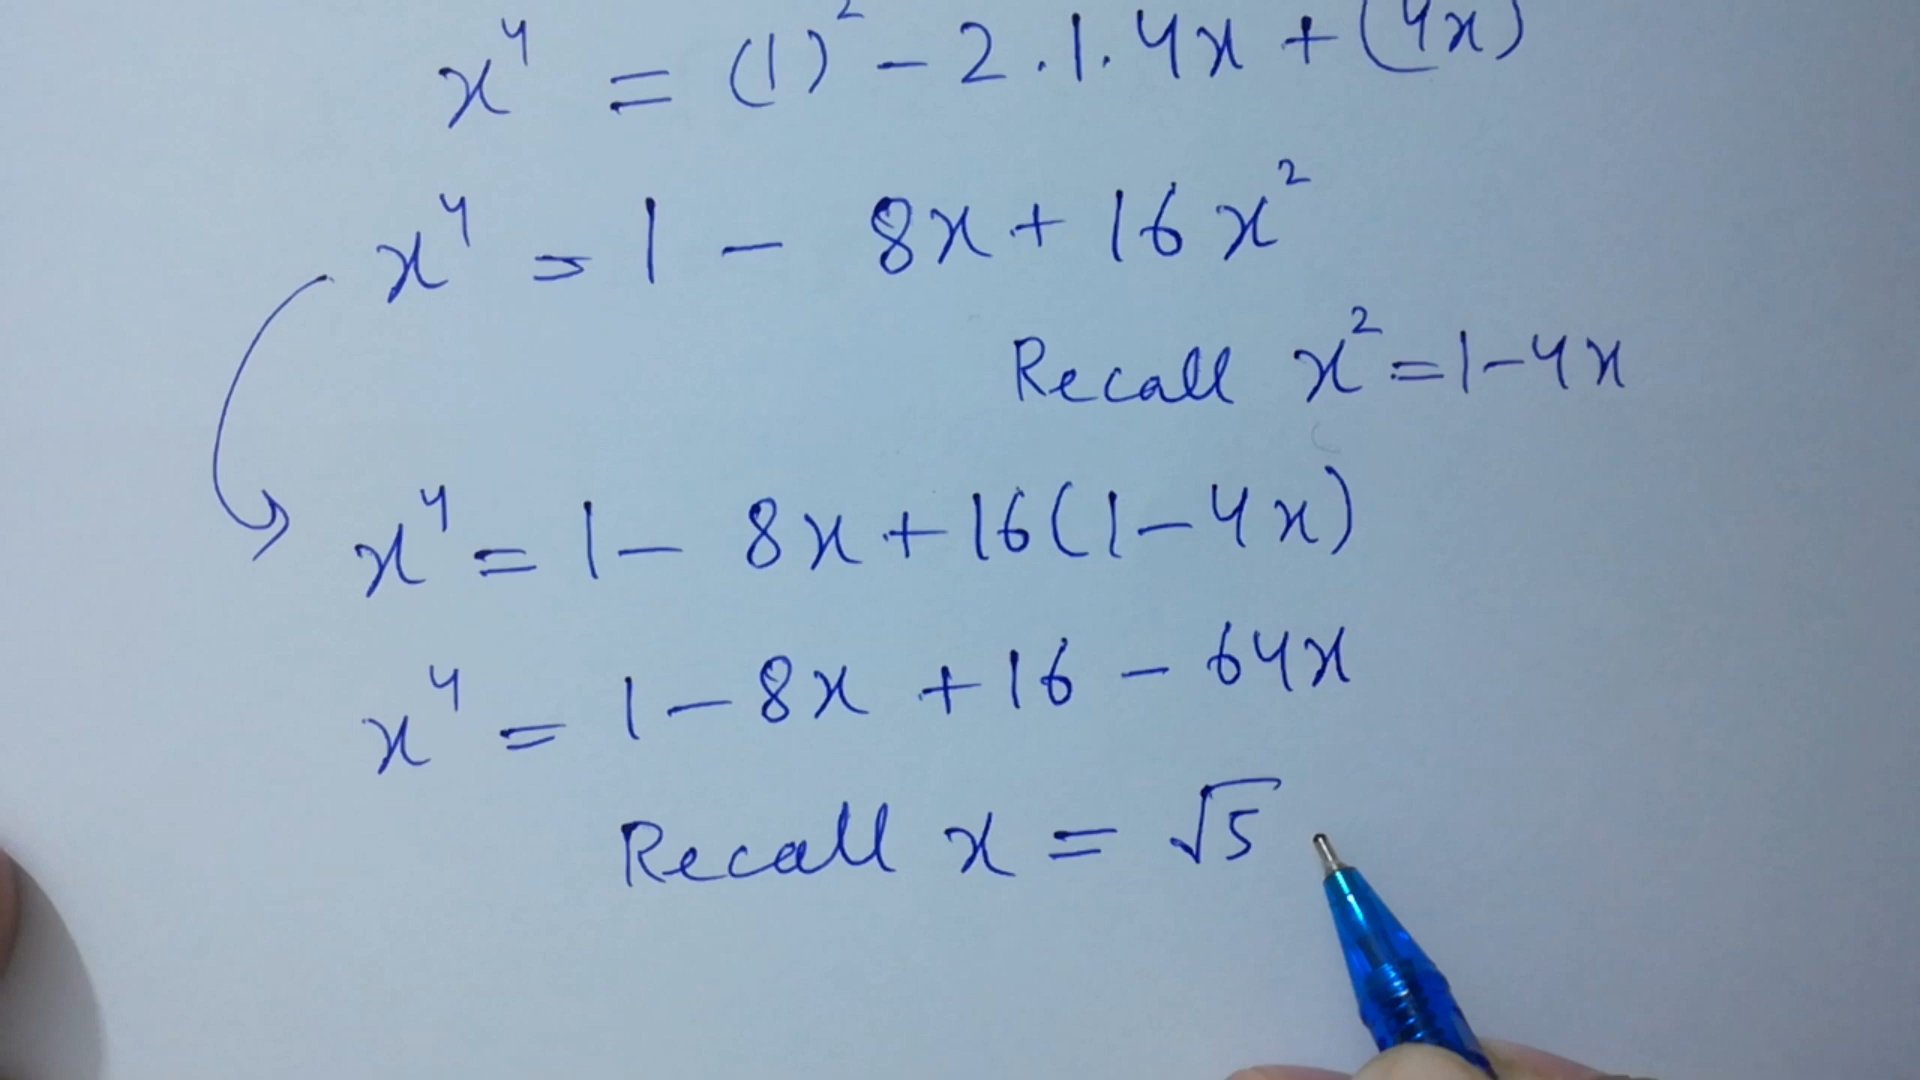 x⁴ = (1)² - 2.1.4x + (4x)
x⁴ = 1 - 8x + 16x²
Recall x² = 1 - 4x
x⁴ = 1 - 8x + 16(1 - 4x)
x⁴ = 1 - 8x + 16 - 64x
Recall x = √5